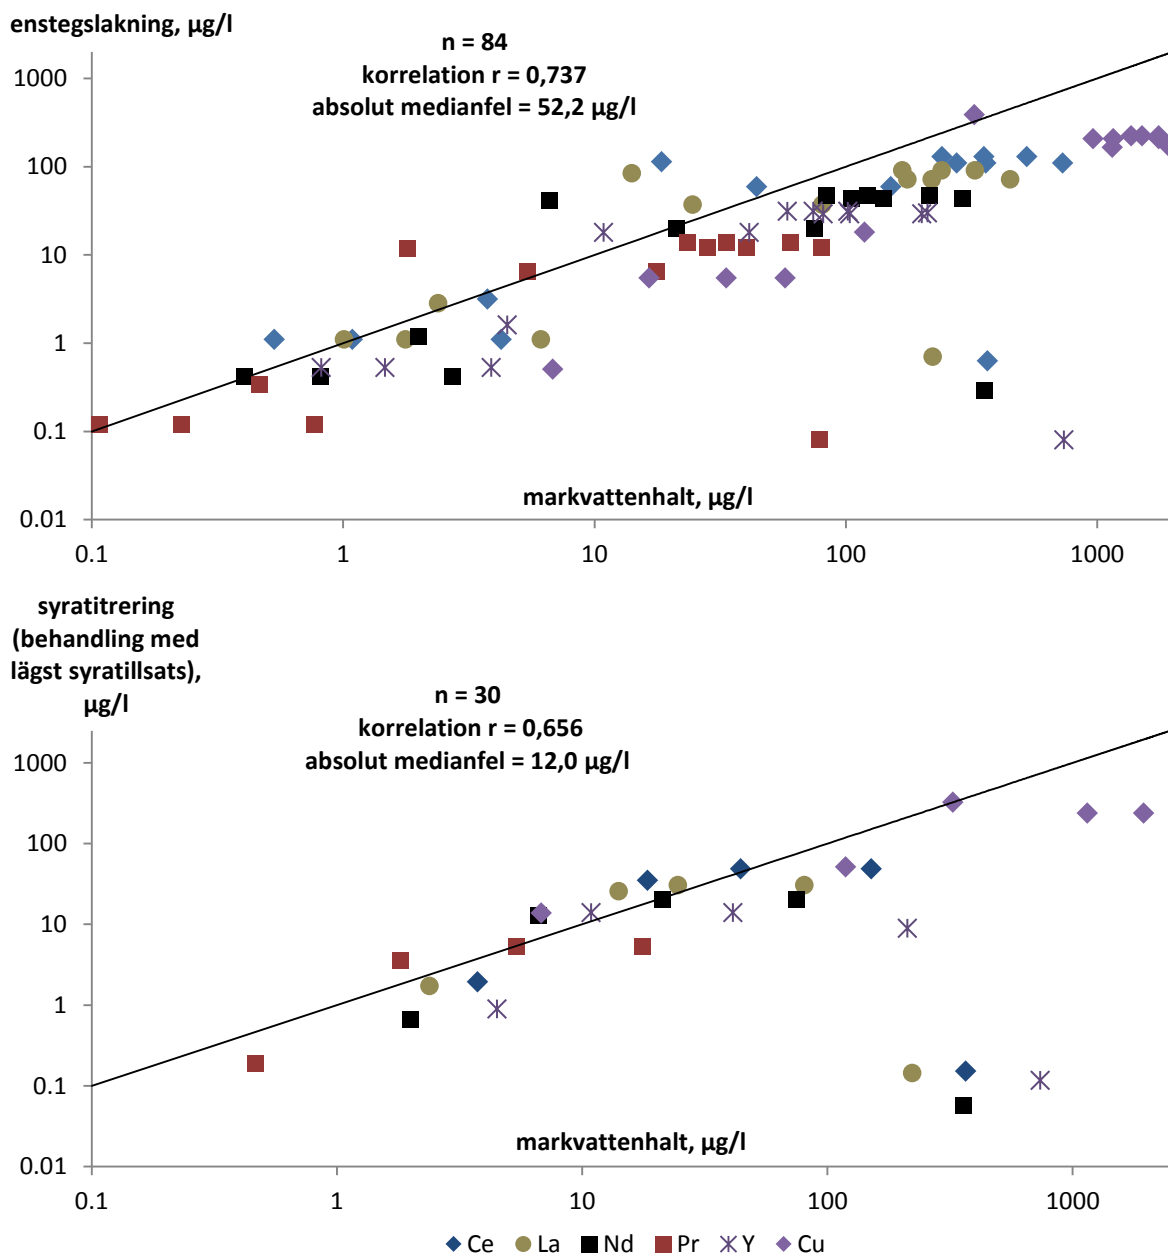 enstegslakning, µg/l
n = 84
korrelation r = 0,737
absolut medianfel = 52,2 µg/l
1000
100
10
1
0.1
0.01
markvattenhalt, µg/l
0.1 1 10 100 1000
syratitrering
(behandling med
lägst syratillsats),
µg/l
n = 30
korrelation r = 0,656
absolut medianfel = 12,0 µg/l
1000
100
10
1
0.1
0.01
markvattenhalt, µg/l
0.1 1 10 100 1000
Ce La Nd Pr Y Cu